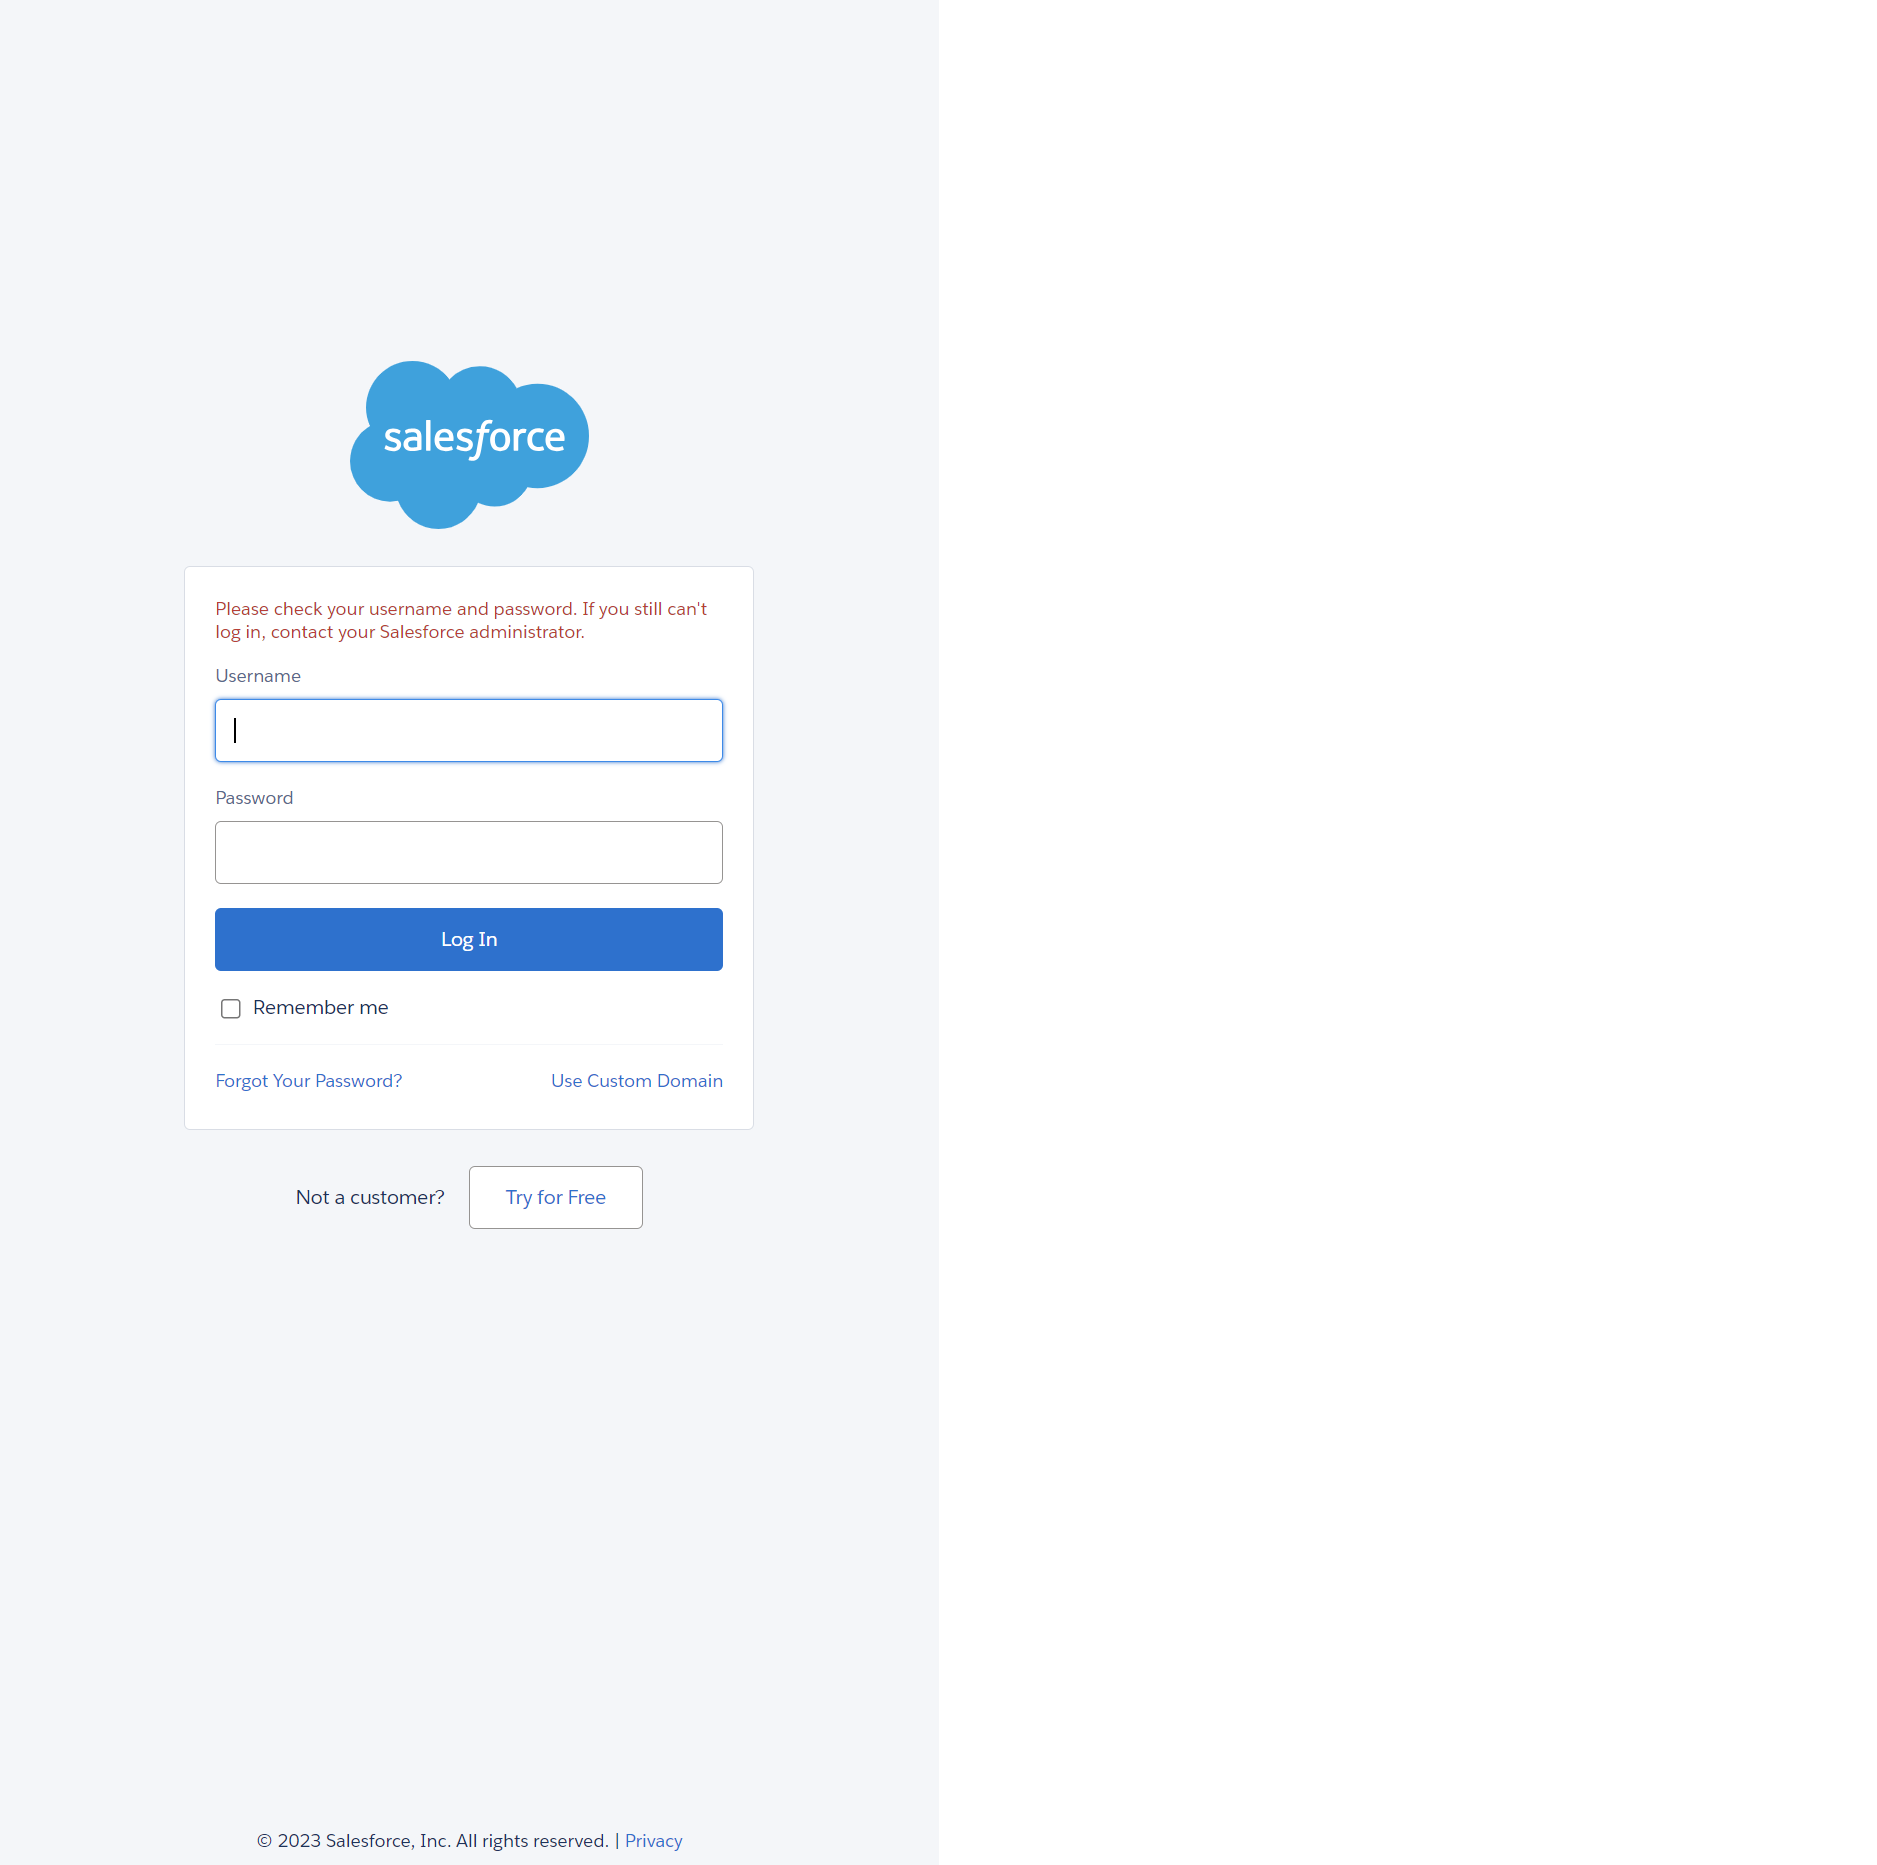 salesforce
Please check your username and password. If you still can't
log in, contact your Salesforce administrator.
Username
Password
Log In
Remember me
Forgot Your Password? Use Custom Domain
Not a customer? Try for Free
© 2023 Salesforce, Inc. All rights reserved. | Privacy